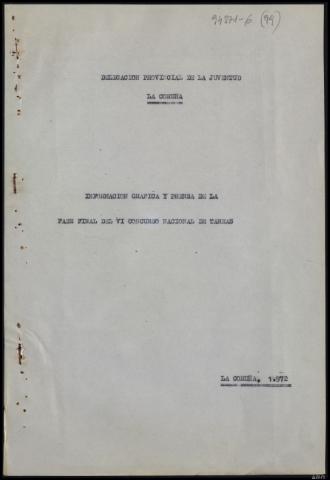 94871-6 (99)
DELEGACION PROVINCIAL DE LA JUVENTUD
LA CORUÑA
INFORMACION GRAFICA Y PRENSA DE LA
FASE FINAL DEL VI CONCURSO NACIONAL DE TAREAS
LA CORUÑA, 1.972